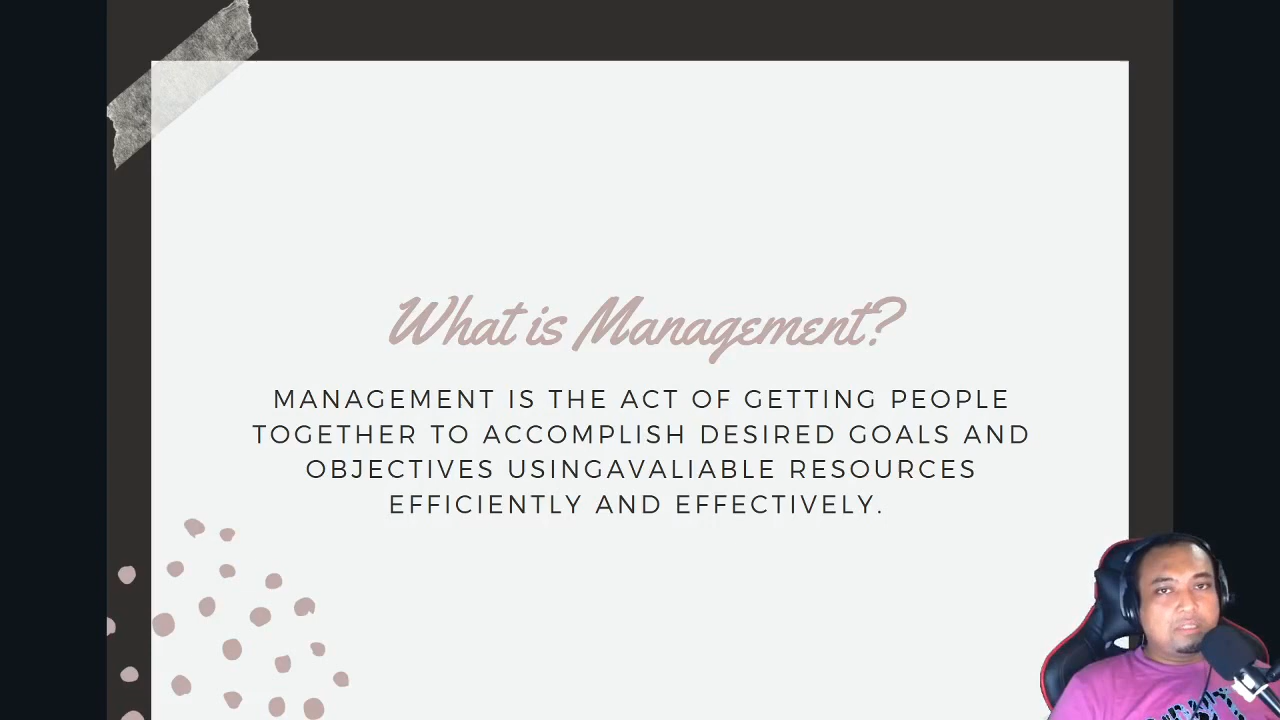 What is Management?
MANAGEMENT IS THE ACT OF GETTING PEOPLE
TOGETHER TO ACCOMPLISH DESIRED GOALS AND
OBJECTIVES USINGAVALIABLE RESOURCES
EFFICIENTLY AND EFFECTIVELY.